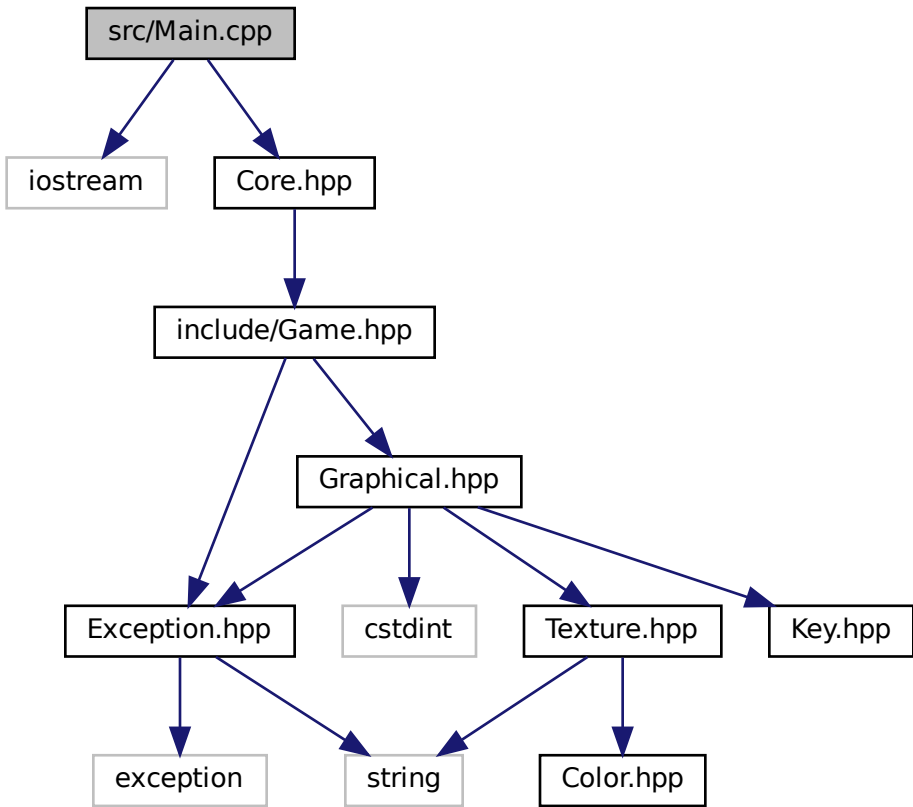 src/Main.cpp
iostream
Core.hpp
include/Game.hpp
Graphical.hpp
Exception.hpp
cstdint
Texture.hpp
Key.hpp
exception
string
Color.hpp